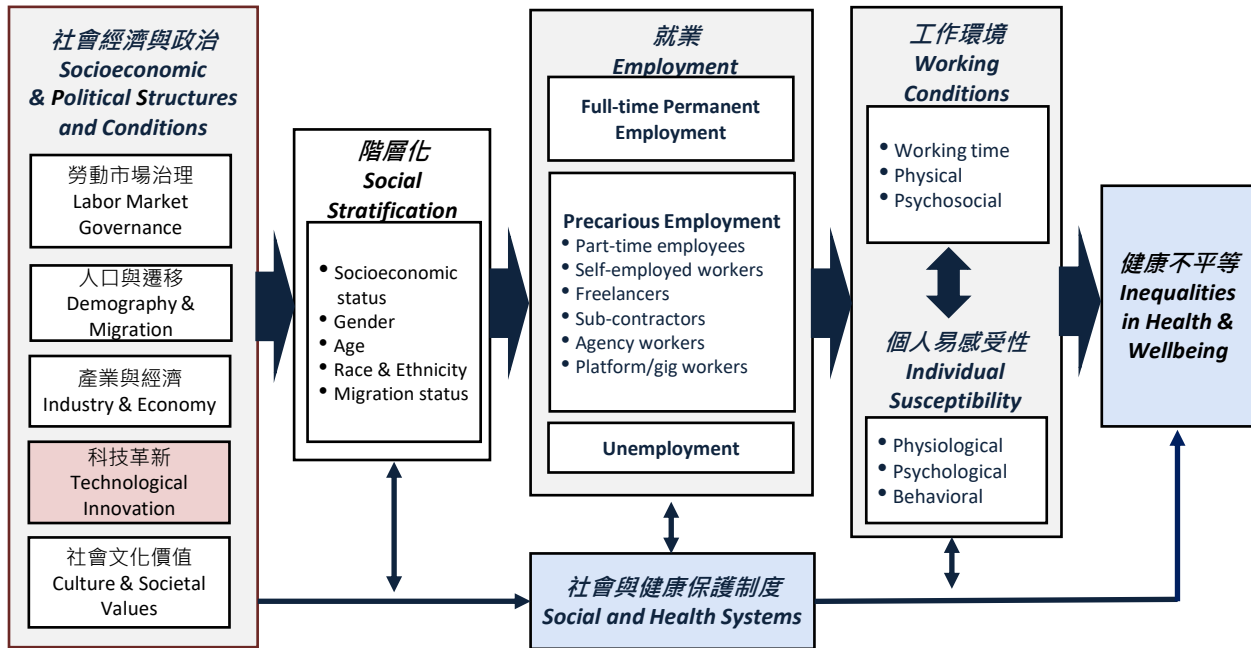 社會經濟與政治
Socioeconomic
& Political Structures
and Conditions
勞動市場治理
Labor Market
Governance
人口與遷移
Demography &
Migration
產業與經濟
Industry & Economy
科技革新
Technological
Innovation
社會文化價值
Culture & Societal
Values
階層化
Social
Stratification
• Socioeconomic
status
• Gender
• Age
• Race & Ethnicity
• Migration status
就業
Employment
Full-time Permanent
Employment
Precarious Employment
• Part-time employees
• Self-employed workers
• Freelancers
• Sub-contractors
• Agency workers
• Platform/gig workers
Unemployment
社會與健康保護制度
Social and Health Systems
工作環境
Working
Conditions
• Working time
• Physical
• Psychosocial
個人易感受性
Individual
Susceptibility
• Physiological
• Psychological
• Behavioral
健康不平等
Inequalities
in Health &
Wellbeing